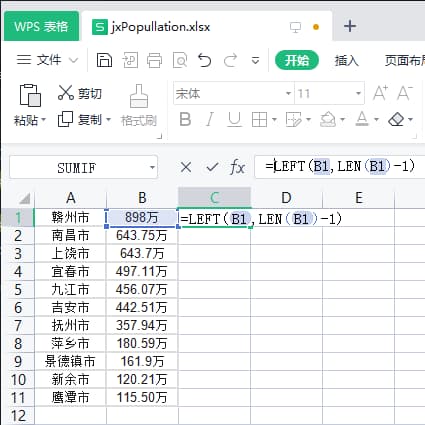 WPS 表格 S jxPopullation.xlsx
文件 开始 插入 页面布局
粘贴 剪切 复制 格式刷 宋体 11 A+ A-
B I U A
SUMIF fx =LEFT(B1,LEN(B1)-1)
A B C D E
1 赣州市 898万 =LEFT(B1,LEN(B1)-1)
2 南昌市 643.75万
3 上饶市 643.7万
4 宜春市 497.11万
5 九江市 456.07万
6 吉安市 442.51万
7 抚州市 357.94万
8 萍乡市 180.59万
9 景德镇市 161.9万
10 新余市 120.21万
11 鹰潭市 115.50万
12